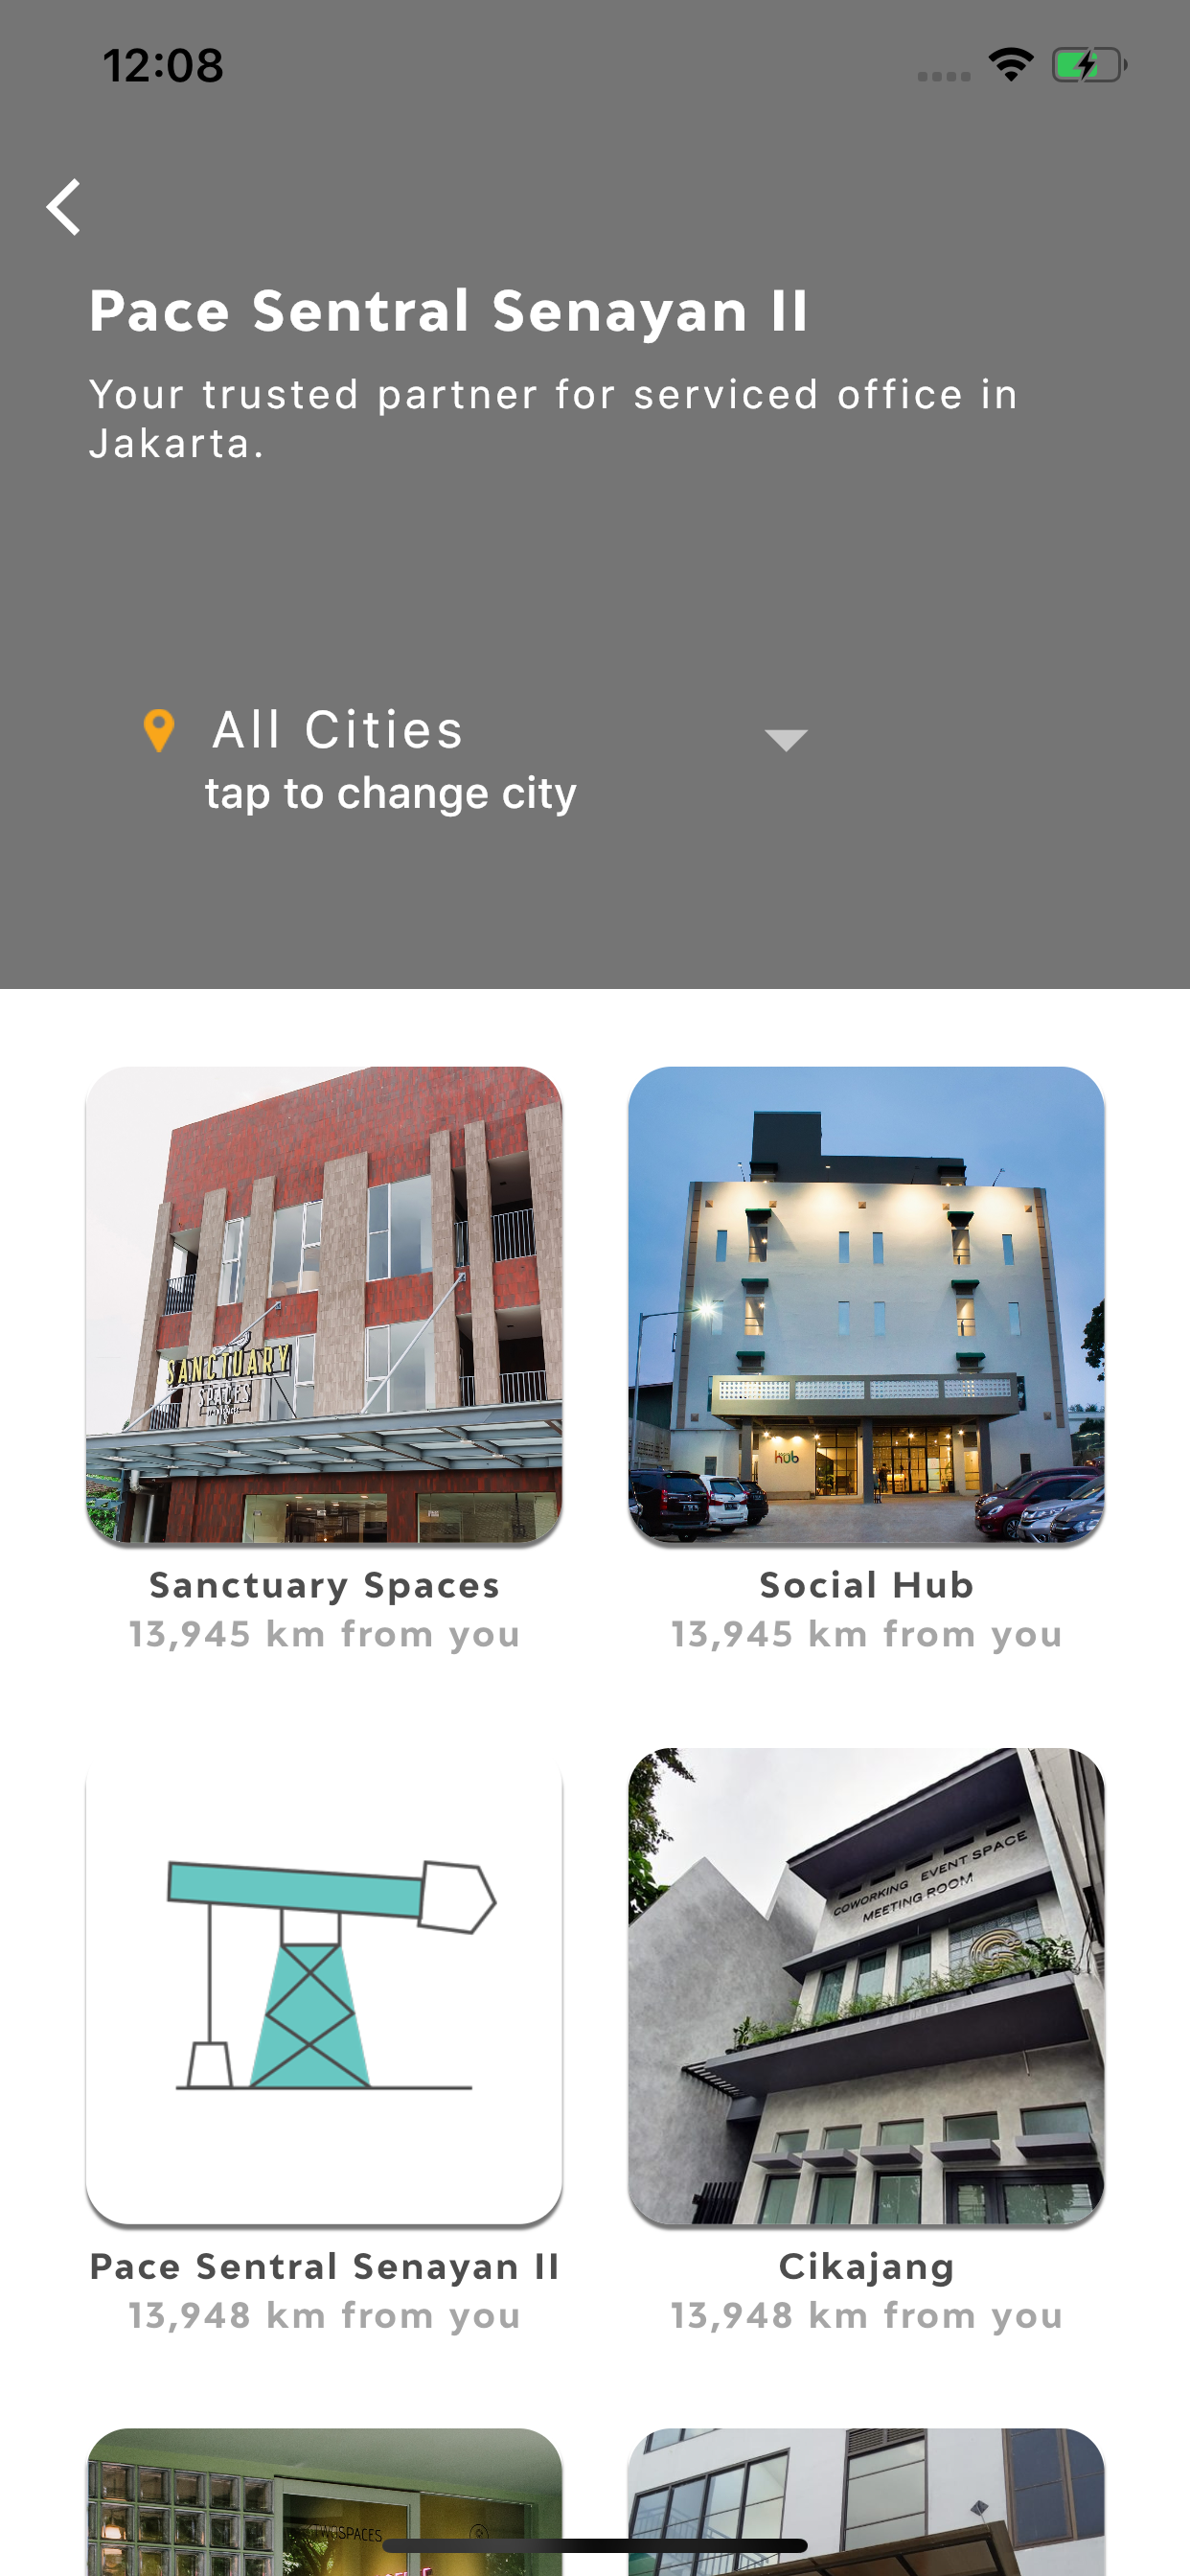 12:08
Pace Sentral Senayan II
Your trusted partner for serviced office in
Jakarta.
All Cities
tap to change city
SANCTUARY
SPACES
hub
Sanctuary Spaces
13,945 km from you
Social Hub
13,945 km from you
COWORKING EVENT SPACE
MEETING ROOM
Pace Sentral Senayan II
13,948 km from you
Cikajang
13,948 km from you
SPACES